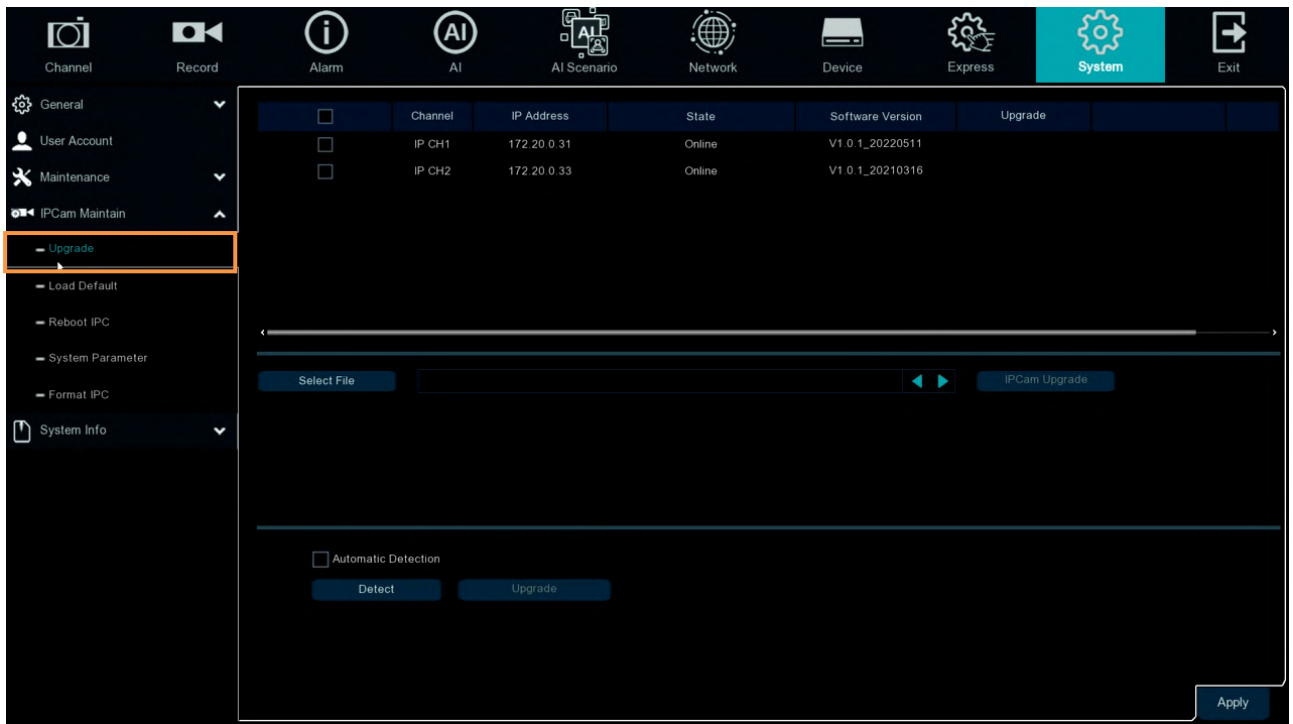 Channel Record Alarm AI AI Scenario Network Device Express System Exit
General
User Account
Maintenance
IPCam Maintain
Upgrade
Load Default
Reboot IPC
System Parameter
Format IPC
System Info
Channel IP Address State Software Version Upgrade
IP CH1 172.20.0.31 Online V1.0.1_20220511
IP CH2 172.20.0.33 Online V1.0.1_20210316
Select File IPCam Upgrade
Automatic Detection
Detect Upgrade
Apply